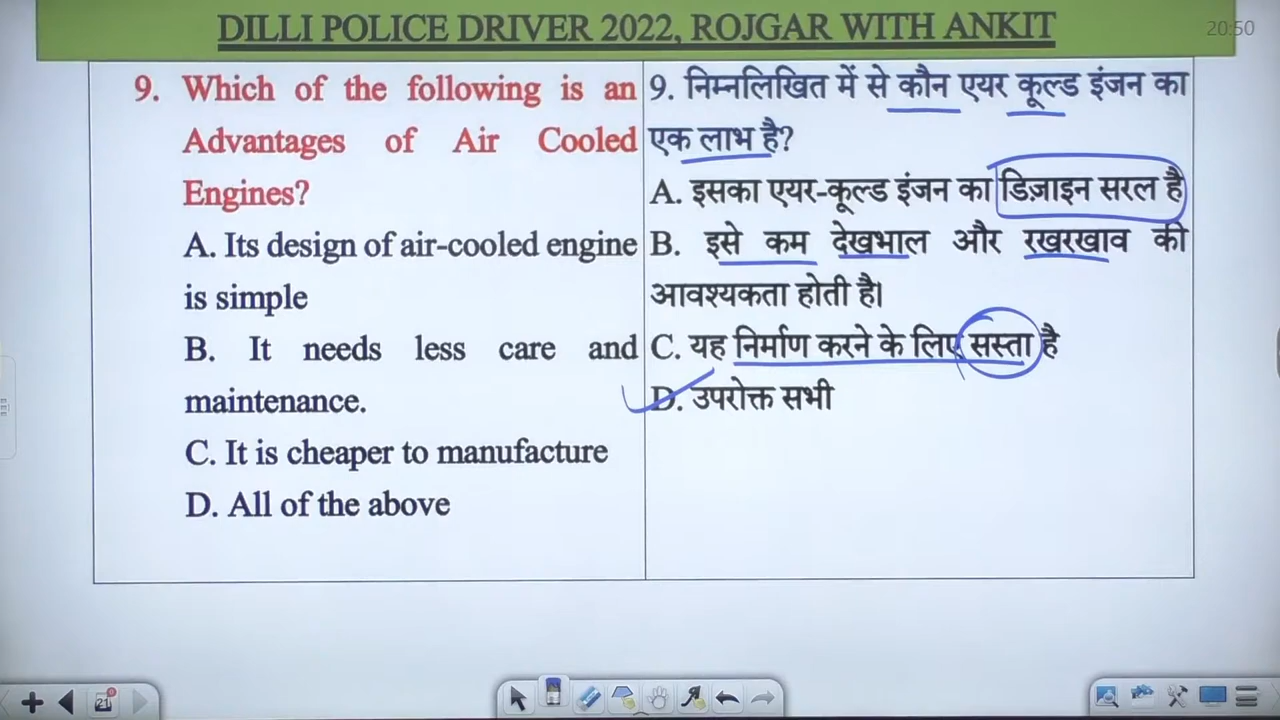 DILLI POLICE DRIVER 2022, ROJGAR WITH ANKIT
20:50
9. Which of the following is an
Advantages of Air Cooled
Engines?
A. Its design of air-cooled engine
is simple
B. It needs less care and
maintenance.
C. It is cheaper to manufacture
D. All of the above
9. निम्नलिखित में से कौन एयर कूल्ड इंजन का
एक लाभ है?
A. इसका एयर-कूल्ड इंजन का डिज़ाइन सरल है
B. इसे कम देखभाल और रखरखाव की
आवश्यकता होती है।
C. यह निर्माण करने के लिए सस्ता है
D. उपरोक्त सभी
21